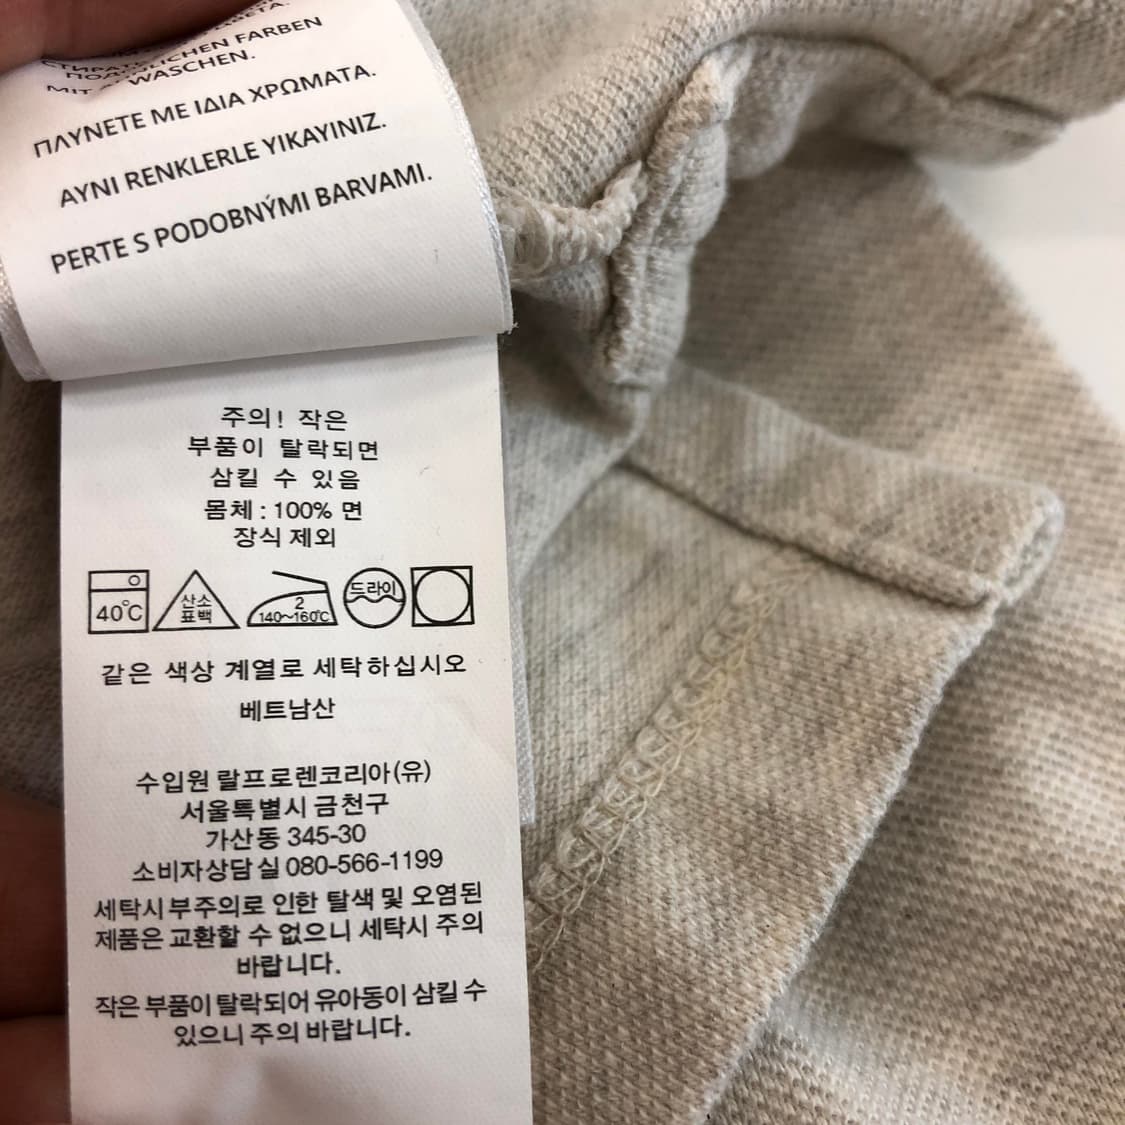 СТИРАТЬ
ПОДО ЛИЧНЫХ
ICHEN FARBEN
MIT WASCHEN.
ΠΛΥΝΕΤΕ ΜΕ ΙΔΙΑ ΧΡΩΜΑΤΑ.
AYNI RENKLERLE YIKAYINIZ.
PERTE S PODOBNÝMI BARVAMI.
주의! 작은
부품이 탈락되면
삼킬 수 있음
몸체 : 100% 면
장식 제외
40℃ 산소 표백 2 140~160℃ 드라이
같은 색상 계열로 세탁하십시오
베트남산
수입원 랄프로렌코리아(유)
서울특별시 금천구
가산동 345-30
소비자상담실 080-566-1199
세탁시부주의로 인한 탈색 및 오염된
제품은 교환할 수 없으니 세탁시 주의
바랍니다.
작은 부품이 탈락되어 유아동이 삼킬 수
있으니 주의 바랍니다.